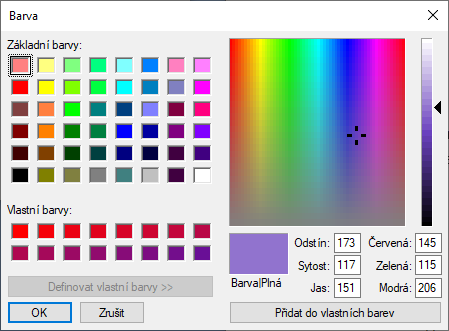 Barva
Základní barvy:
Vlastní barvy:
Definovat vlastní barvy >>
OK
Zrušit
Barva|Plná
Odstín: 173
Sytost: 117
Jas: 151
Červená: 145
Zelená: 115
Modrá: 206
Přidat do vlastních barev